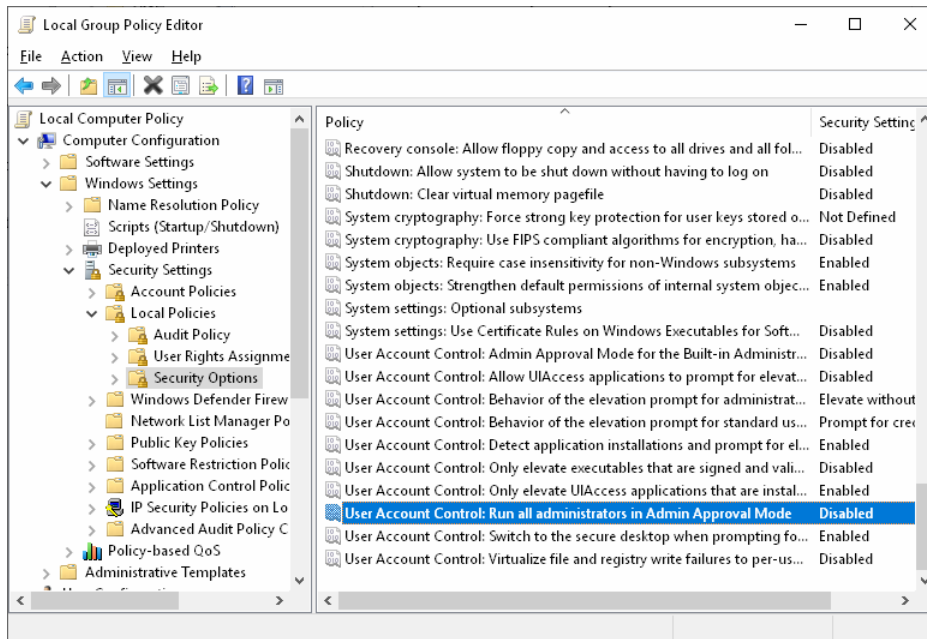 Local Group Policy Editor
File Action View Help
Local Computer Policy
Computer Configuration
Software Settings
Windows Settings
Name Resolution Policy
Scripts (Startup/Shutdown)
Deployed Printers
Security Settings
Account Policies
Local Policies
Audit Policy
User Rights Assignme
Security Options
Windows Defender Firew
Network List Manager Po
Public Key Policies
Software Restriction Polic
Application Control Polic
IP Security Policies on Lo
Advanced Audit Policy C
Policy-based QoS
Administrative Templates
Policy Security Setting
Recovery console: Allow floppy copy and access to all drives and all fol... Disabled
Shutdown: Allow system to be shut down without having to log on Disabled
Shutdown: Clear virtual memory pagefile Disabled
System cryptography: Force strong key protection for user keys stored o... Not Defined
System cryptography: Use FIPS compliant algorithms for encryption, ha... Disabled
System objects: Require case insensitivity for non-Windows subsystems Enabled
System objects: Strengthen default permissions of internal system objec... Enabled
System settings: Optional subsystems
System settings: Use Certificate Rules on Windows Executables for Soft... Disabled
User Account Control: Admin Approval Mode for the Built-in Administr... Disabled
User Account Control: Allow UIAccess applications to prompt for elevat... Disabled
User Account Control: Behavior of the elevation prompt for administrat... Elevate without
User Account Control: Behavior of the elevation prompt for standard us... Prompt for cre
User Account Control: Detect application installations and prompt for el... Enabled
User Account Control: Only elevate executables that are signed and vali... Disabled
User Account Control: Only elevate UIAccess applications that are instal... Enabled
User Account Control: Run all administrators in Admin Approval Mode Disabled
User Account Control: Switch to the secure desktop when prompting fo... Enabled
User Account Control: Virtualize file and registry write failures to per-us... Disabled